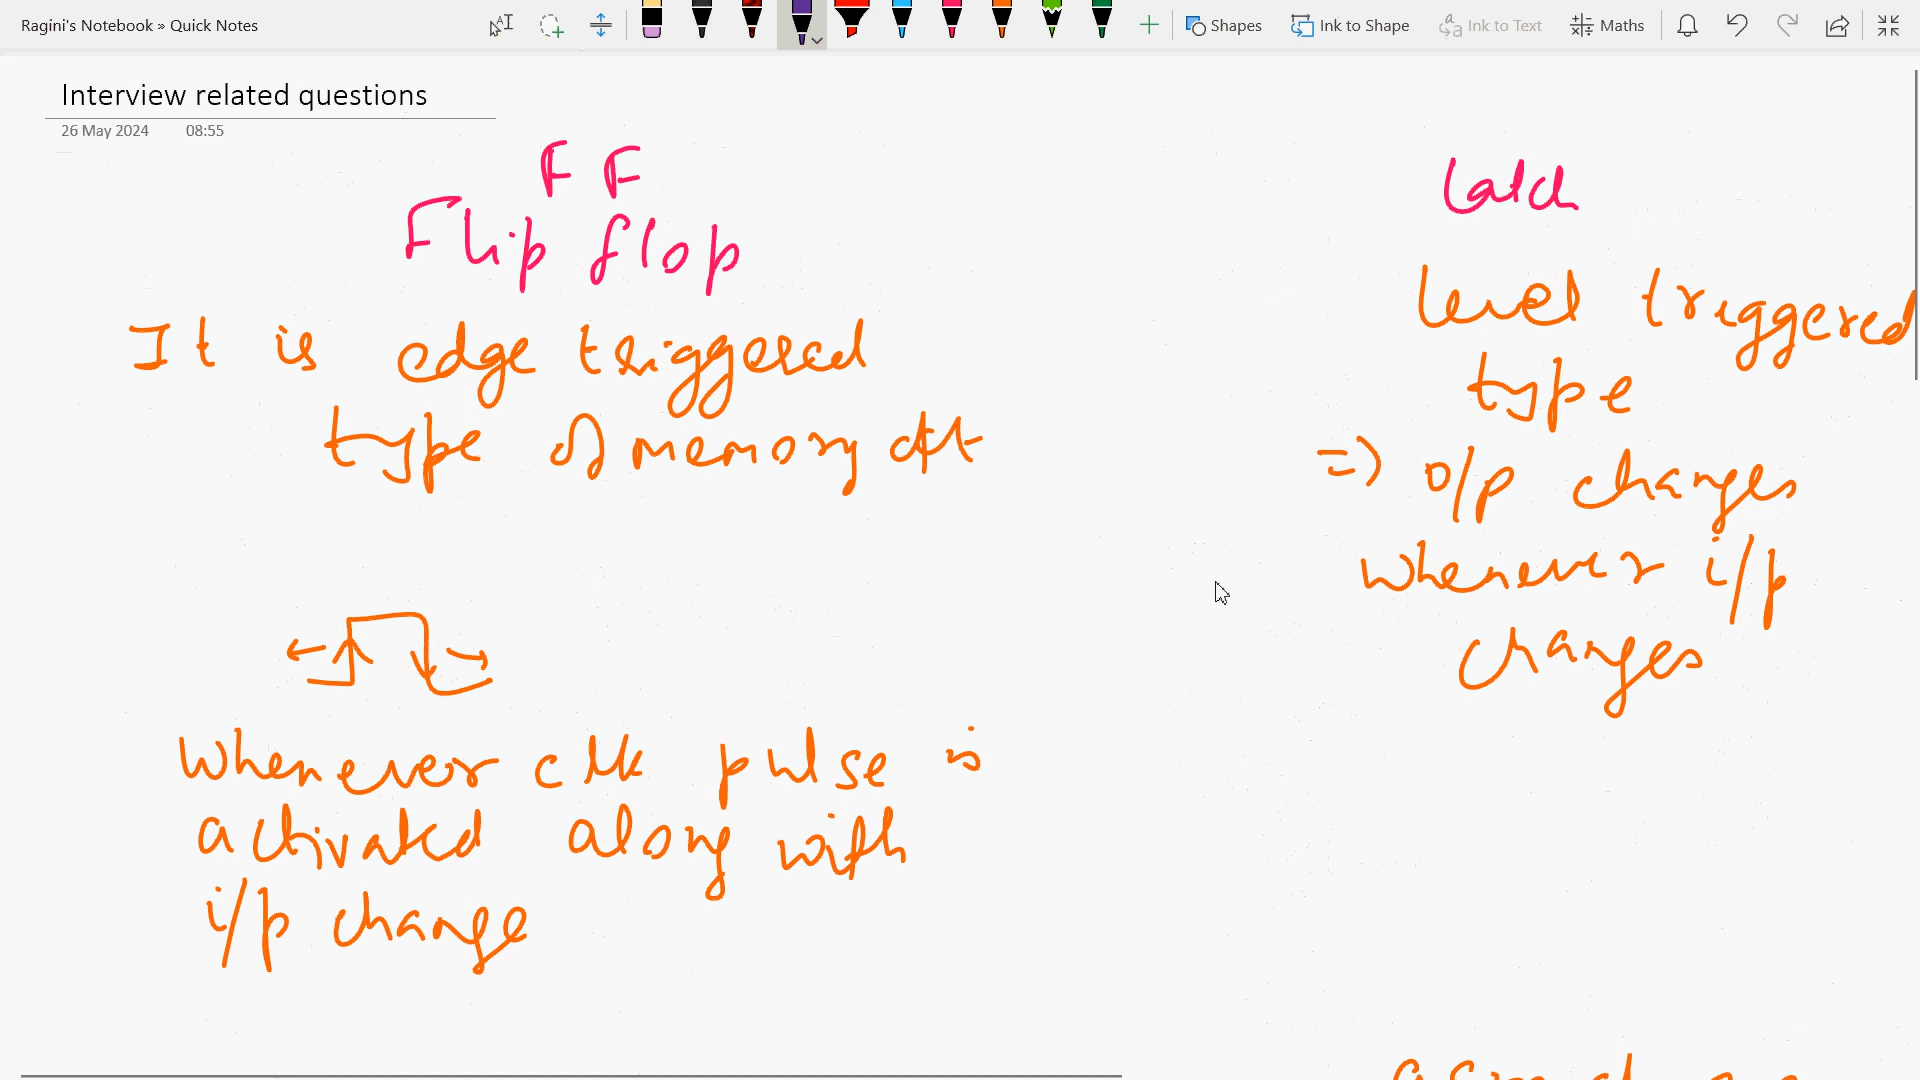 Ragini's Notebook » Quick Notes
Shapes
Ink to Shape
Ink to Text
Maths
Interview related questions
26 May 2024 08:55
F F
Flip flop
It is edge triggered
type of memory ckt
Whenever clk pulse is
activated along with
i/p change
Latch
level triggered
type
=> o/p changes
whenever i/p
changes